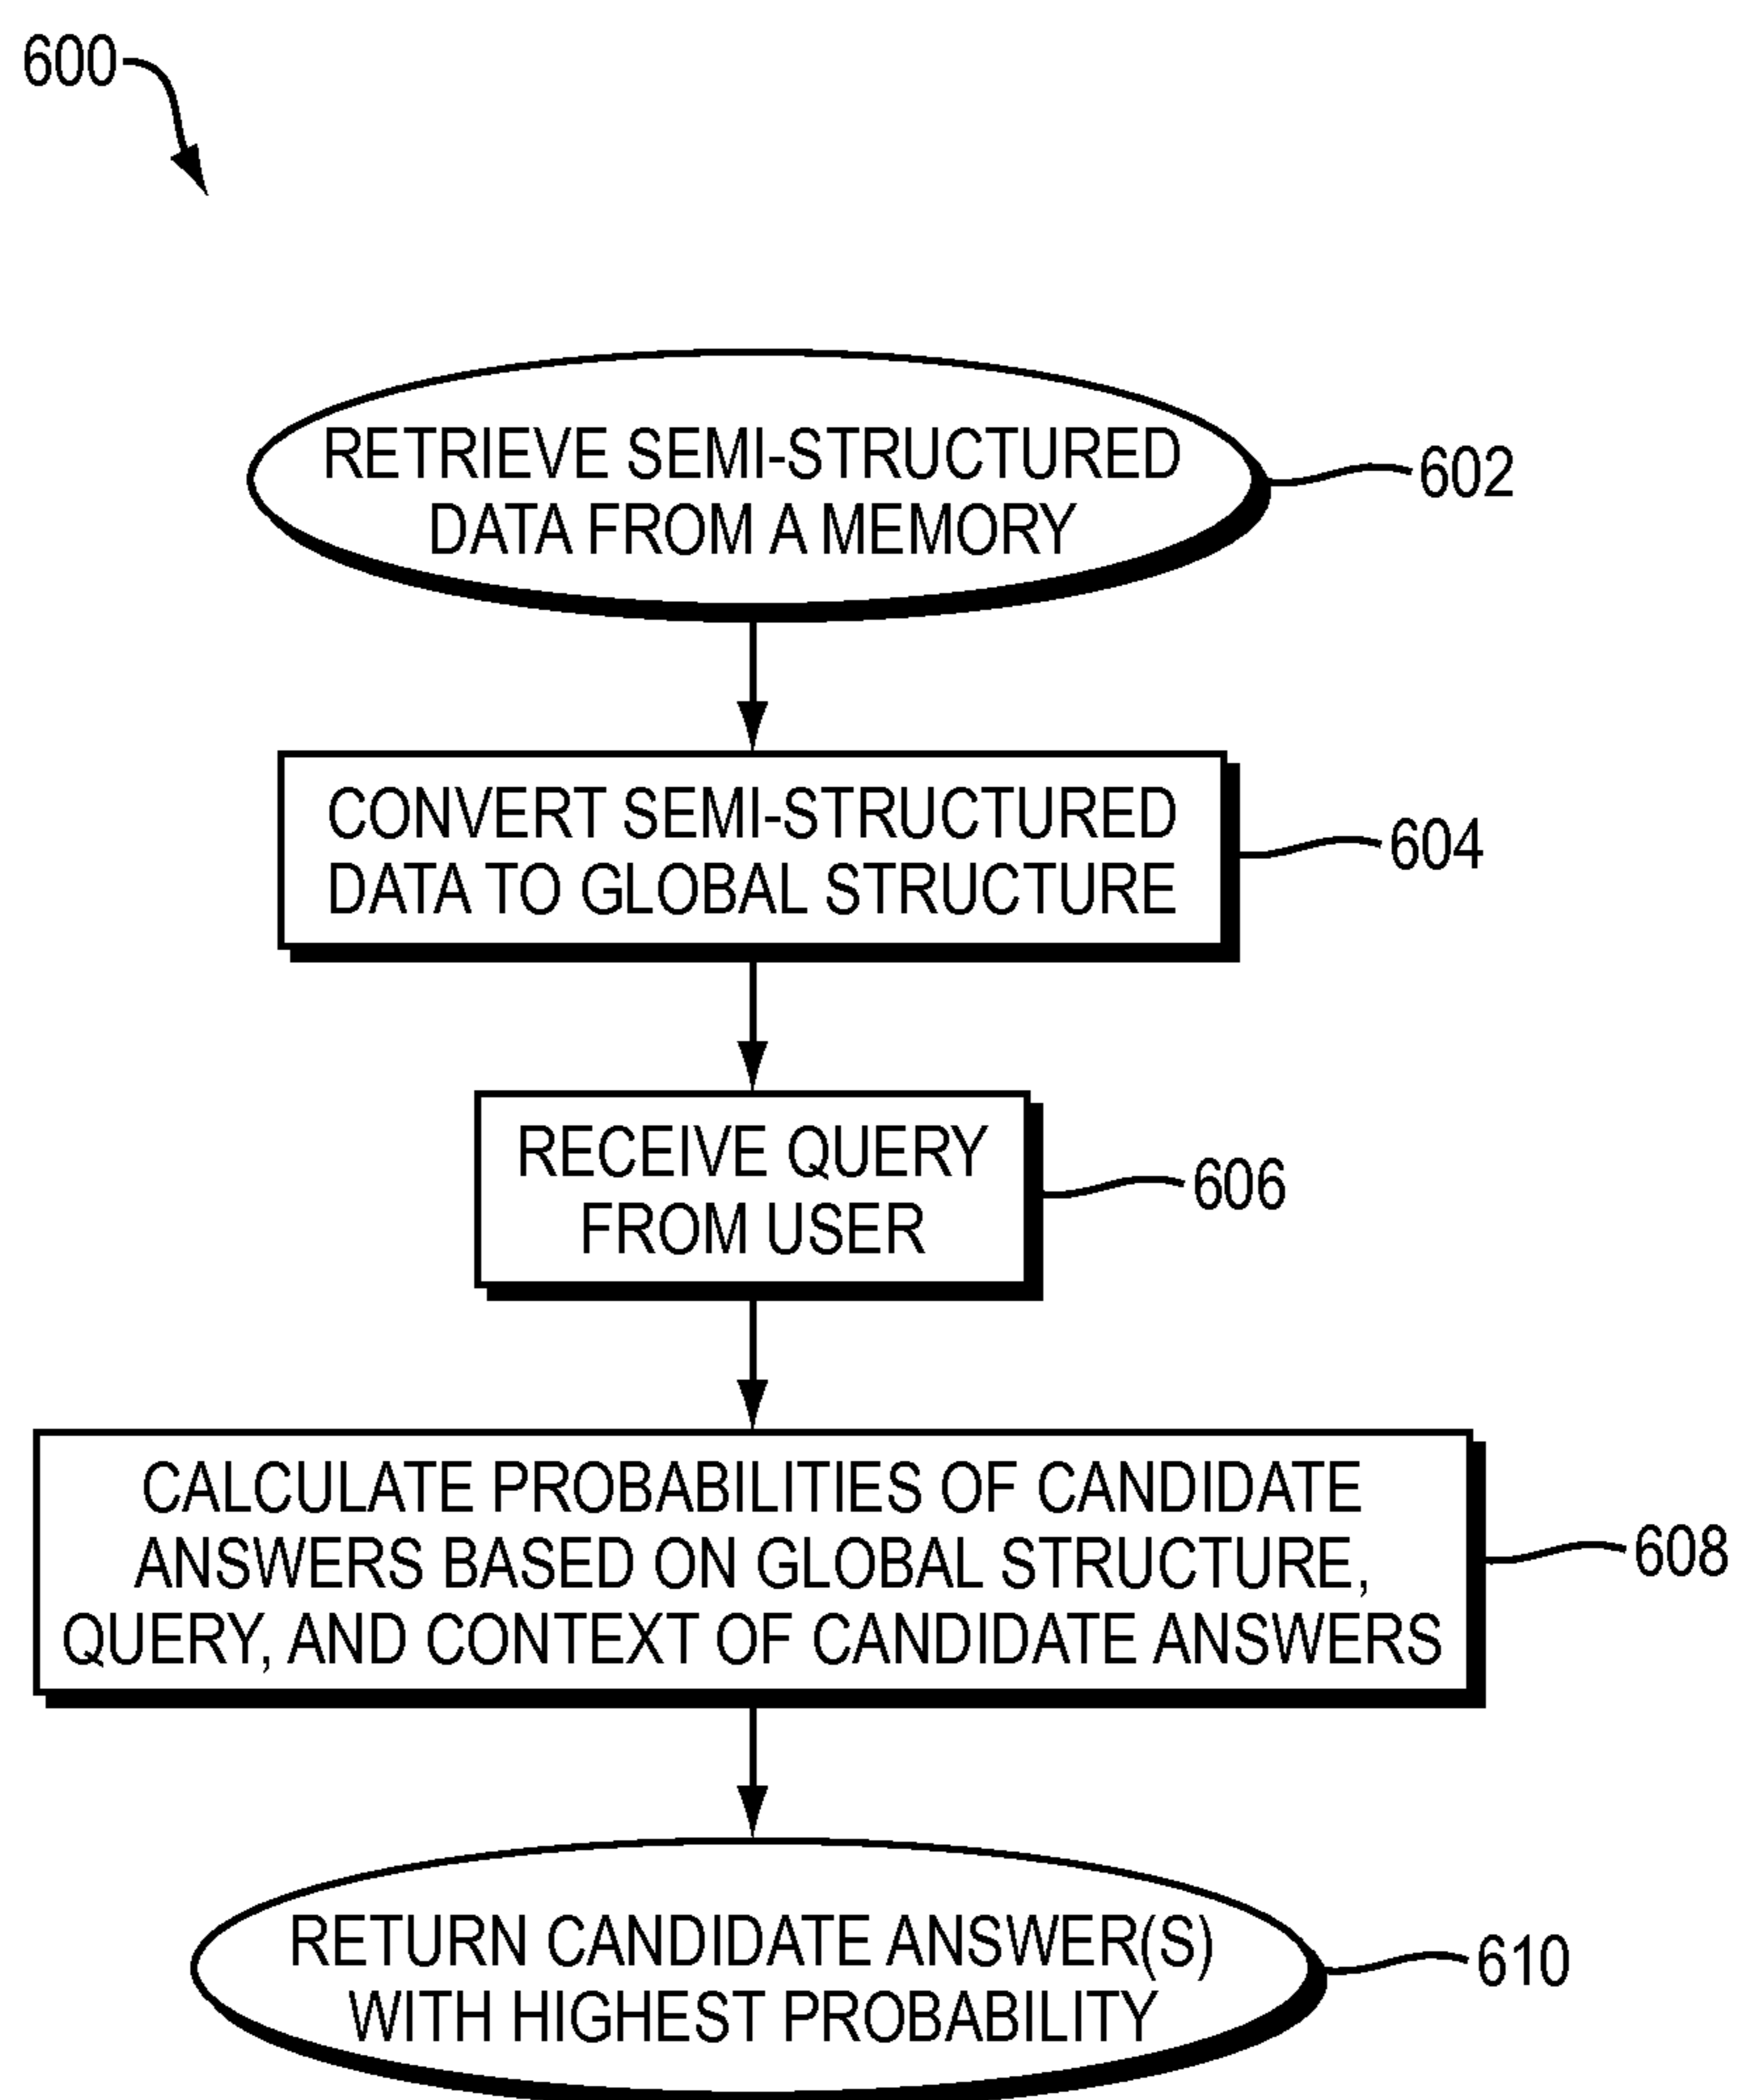 600
RETRIEVE SEMI-STRUCTURED
DATA FROM A MEMORY
602
CONVERT SEMI-STRUCTURED
DATA TO GLOBAL STRUCTURE
604
RECEIVE QUERY
FROM USER
606
CALCULATE PROBABILITIES OF CANDIDATE
ANSWERS BASED ON GLOBAL STRUCTURE,
QUERY, AND CONTEXT OF CANDIDATE ANSWERS
608
RETURN CANDIDATE ANSWER(S)
WITH HIGHEST PROBABILITY
610